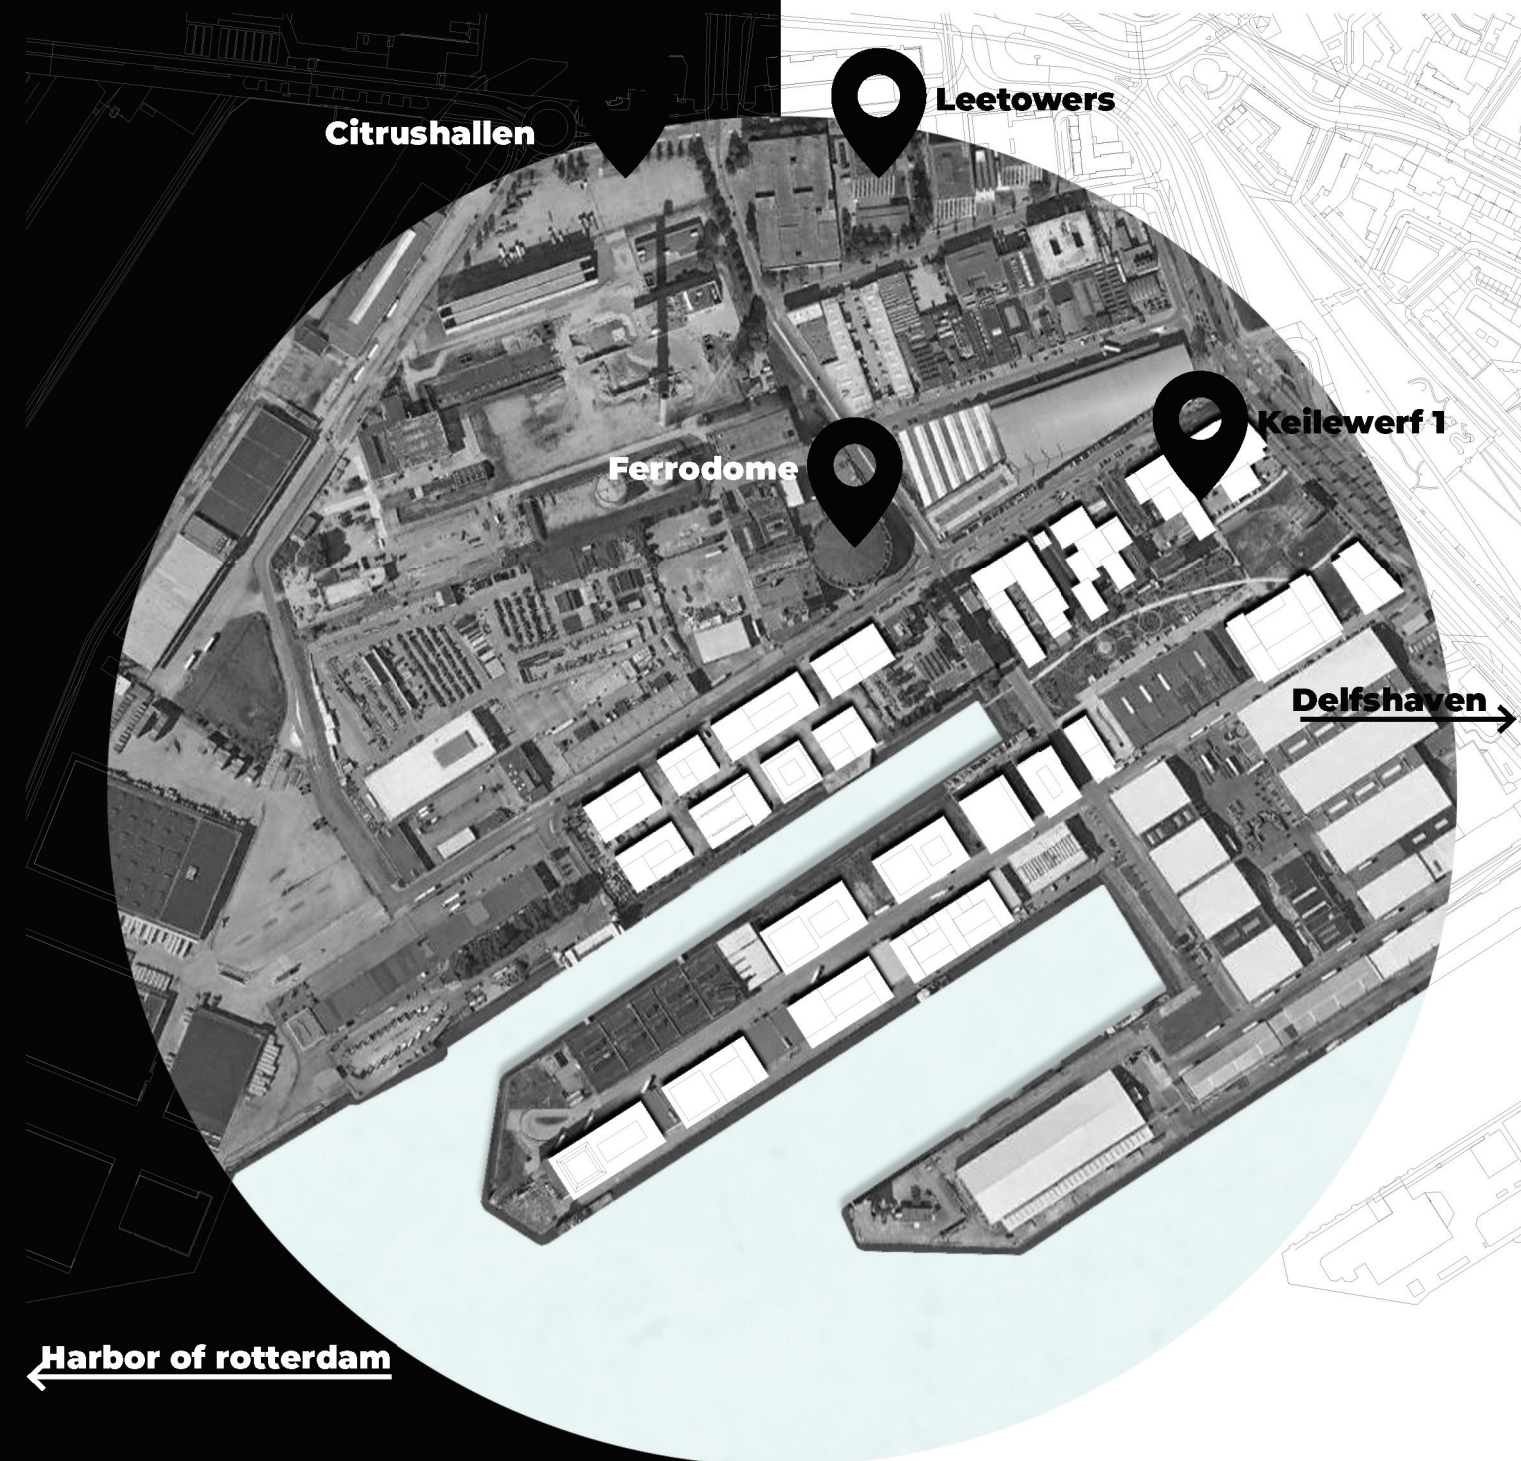 Leetowers
Citrushallen
Keilewerf 1
Ferrodome
Delfshaven
Harbor of rotterdam